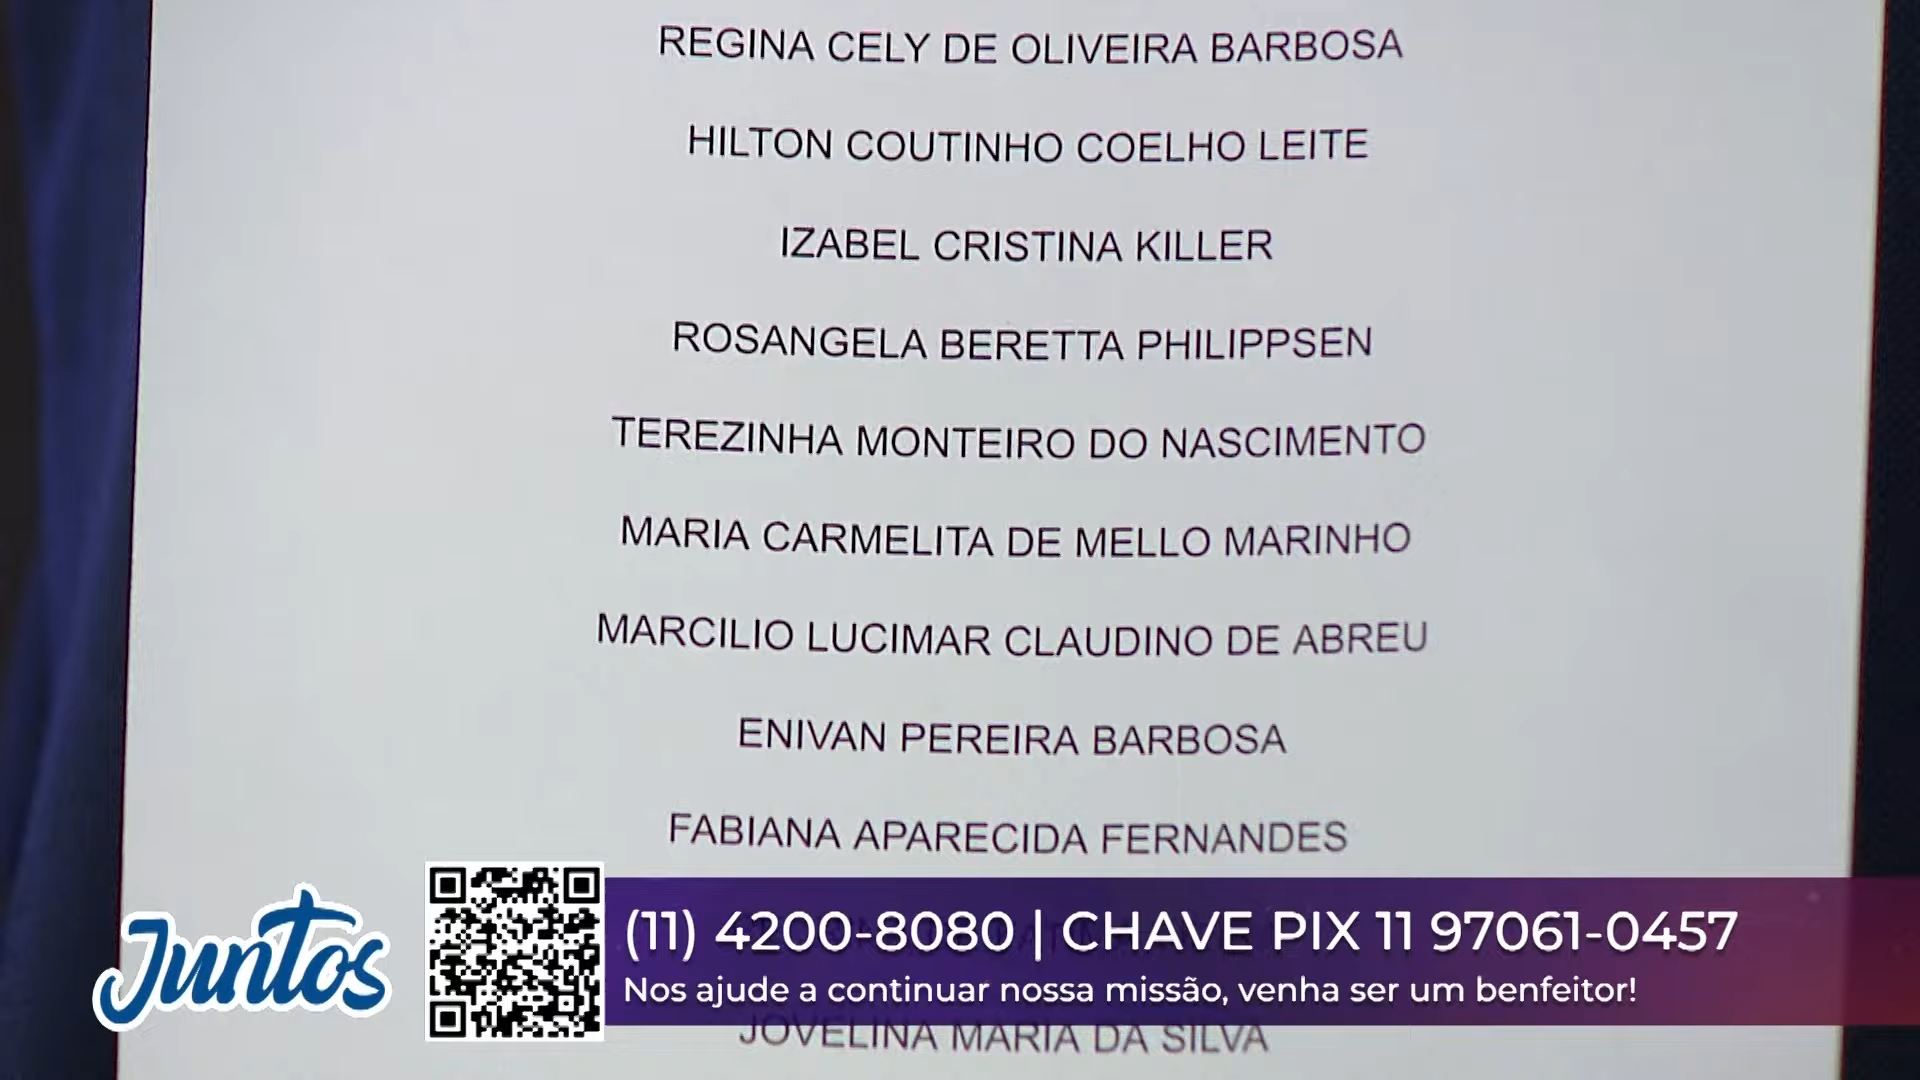 REGINA CELY DE OLIVEIRA BARBOSA
HILTON COUTINHO COELHO LEITE
IZABEL CRISTINA KILLER
ROSANGELA BERETTA PHILIPPSEN
TEREZINHA MONTEIRO DO NASCIMENTO
MARIA CARMELITA DE MELLO MARINHO
MARCILIO LUCIMAR CLAUDINO DE ABREU
ENIVAN PEREIRA BARBOSA
FABIANA APARECIDA FERNANDES
Juntos
(11) 4200-8080 | CHAVE PIX 11 97061-0457
Nos ajude a continuar nossa missão, venha ser um benfeitor!
JOVELINA MARIA DA SILVA